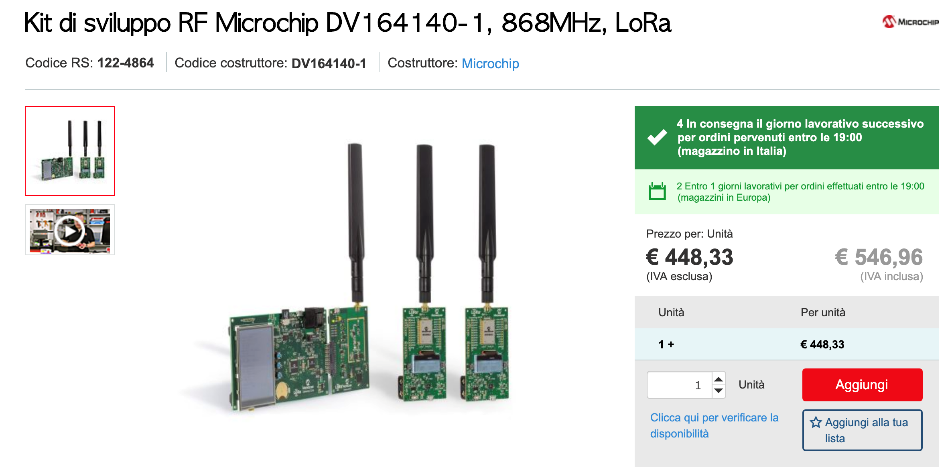 Kit di sviluppo RF Microchip DV164140-1, 868MHz, LoRa
MICROCHIP
Codice RS: 122-4864
Codice costruttore: DV164140-1
Costruttore: Microchip
4 In consegna il giorno lavorativo successivo
per ordini pervenuti entro le 19:00
(magazzino in Italia)
2 Entro 1 giorni lavorativi per ordini effettuati entro le 19:00
(magazzini in Europa)
Prezzo per: Unità
€ 448,33
(IVA esclusa)
€ 546,96
(IVA inclusa)
Unità
Per unità
1 +
€ 448,33
1
Unità
Aggiungi
Clicca qui per verificare la
disponibilità
Aggiungi alla tua
lista